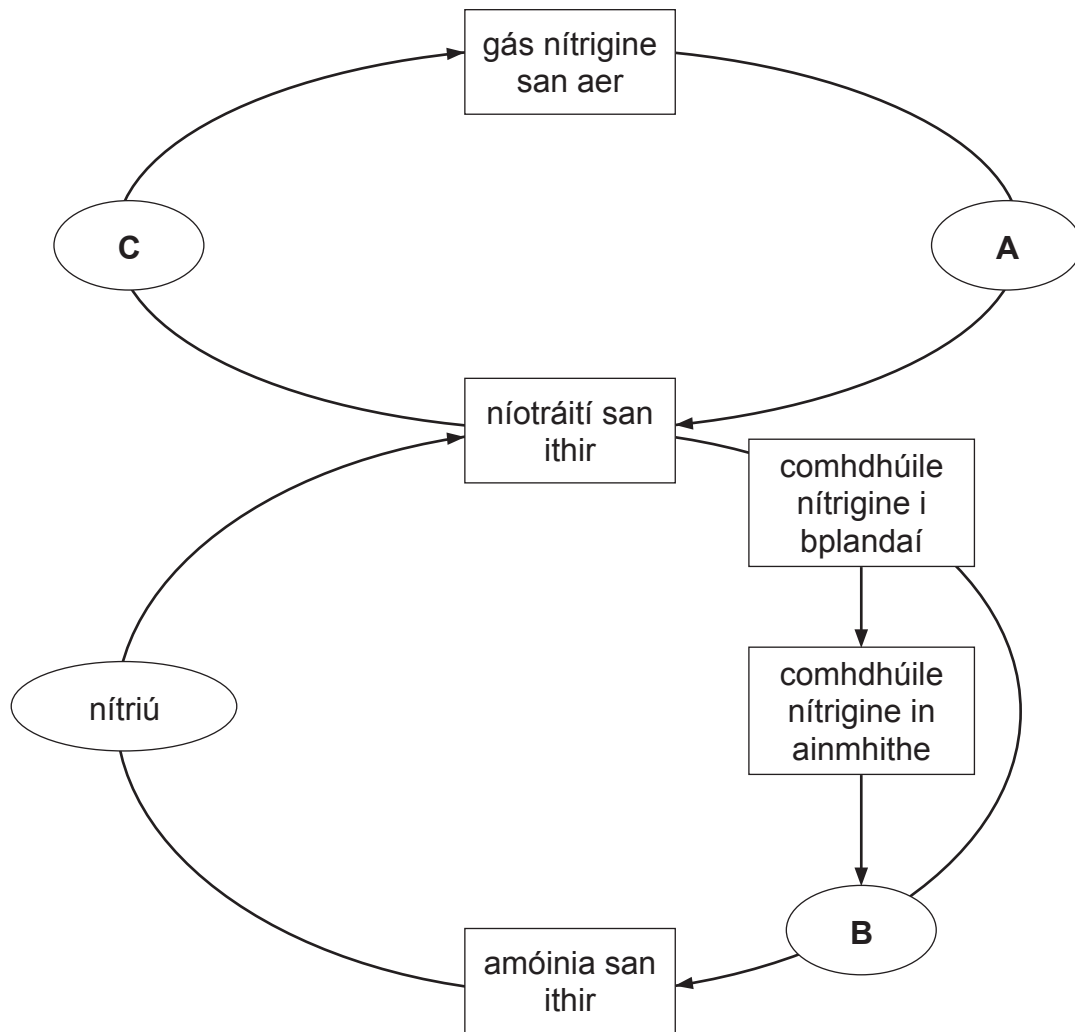 gás nítrigine
san aer
C
A
níotráití san
ithir
comhdhúile
nítrigine i
bplandaí
comhdhúile
nítrigine in
ainmhithe
nítriú
B
amóinia san
ithir